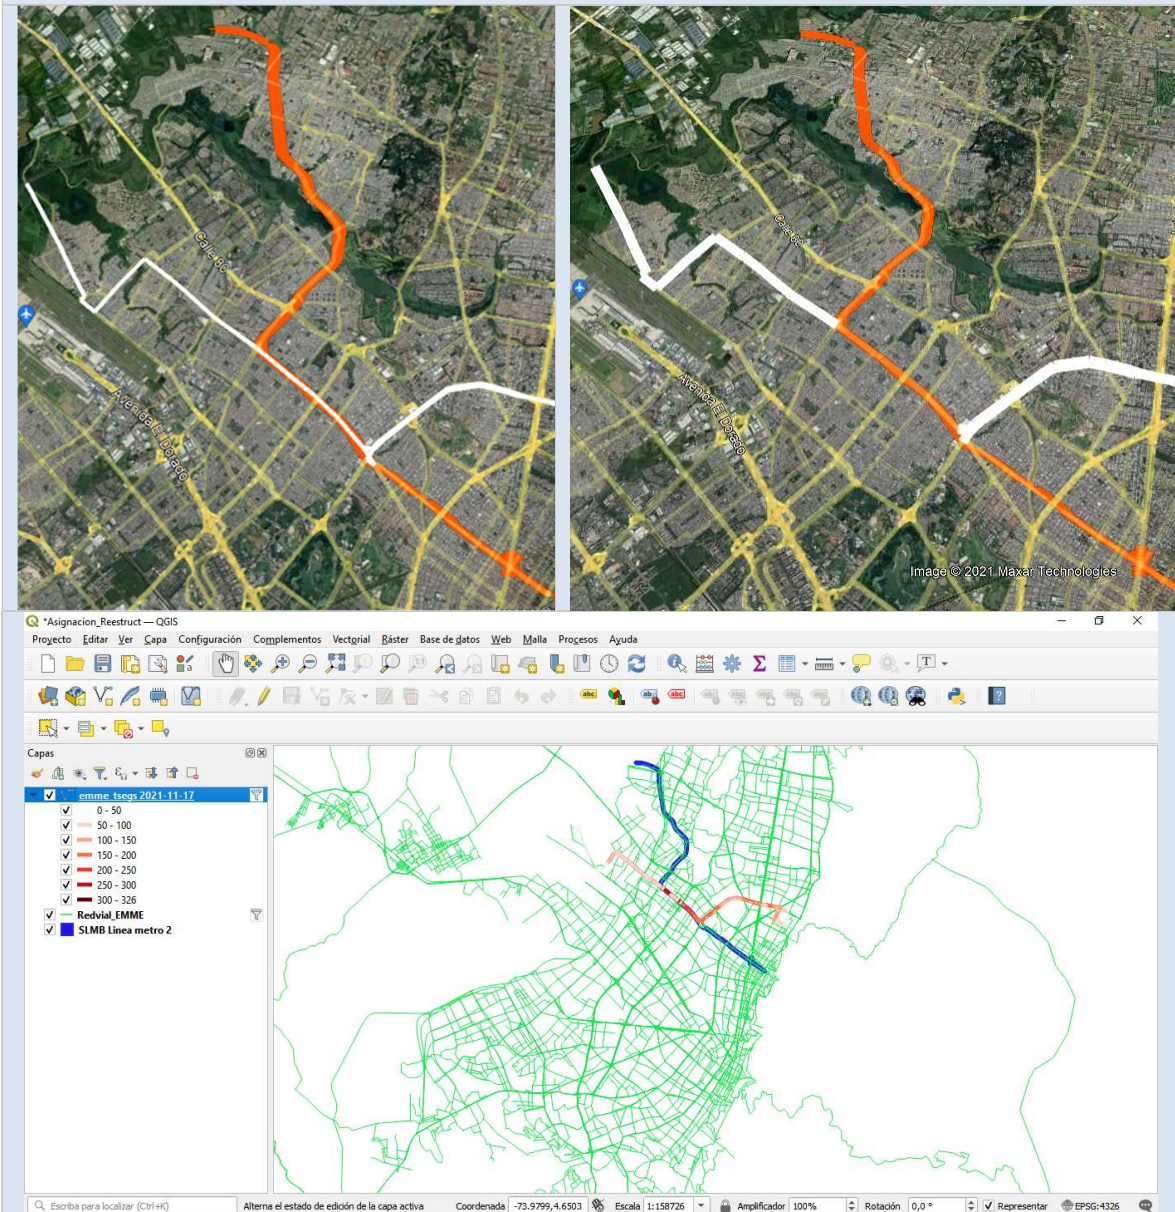 Calle 80
Avenida El Dorado
Calle 80
Avenida El Dorado
Image © 2021 Maxar Technologies
*Asignacion_Reestruct — QGIS
Proyecto Editar Ver Capa Configuración Complementos Vectorial Ráster Base de datos Web Malla Procesos Ayuda
Capas
emme_tsegs 2021-11-17
0 - 50
50 - 100
100 - 150
150 - 200
200 - 250
250 - 300
300 - 326
Redvial_EMME
SLMB Linea metro 2
Escriba para localizar (Ctrl+K) Alterna el estado de edición de la capa activa Coordenada -73.9799,4.6503 Escala 1:158726 Amplificador 100% Rotación 0,0 ° Representar EPSG:4326